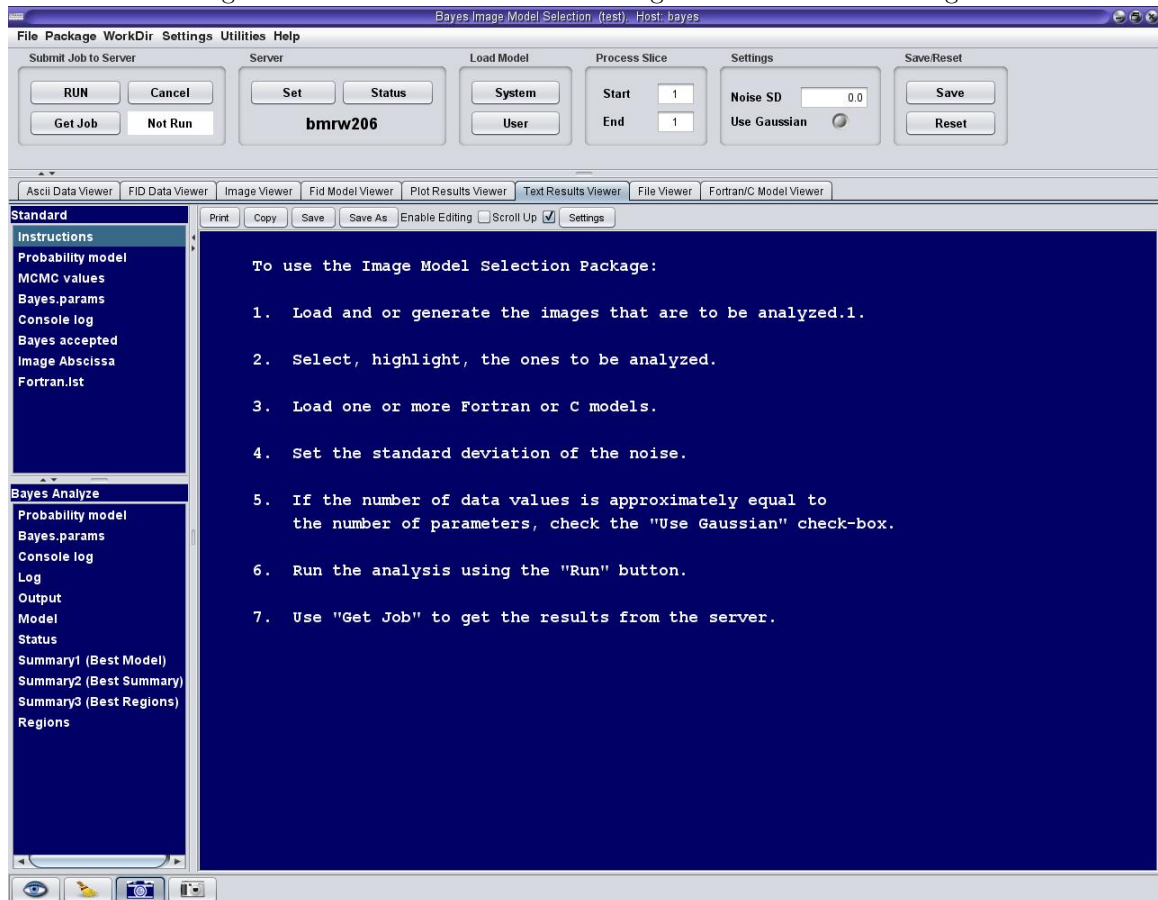 Bayes Image Model Selection (test). Host: bayes
File Package WorkDir Settings Utilities Help
Submit Job to Server Server Load Model Process Slice Settings Save/Reset
RUN Cancel Set Status System Start 1 Noise SD 0.0 Save
Get Job Not Run bmrw206 User End 1 Use Gaussian Reset
Ascii Data Viewer FID Data Viewer Image Viewer Fid Model Viewer Plot Results Viewer Text Results Viewer File Viewer Fortran/C Model Viewer
Standard
Instructions
Probability model
MCMC values
Bayes.params
Console log
Bayes accepted
Image Abscissa
Fortran.lst
Bayes Analyze
Probability model
Bayes.params
Console log
Log
Output
Model
Status
Summary1 (Best Model)
Summary2 (Best Summary)
Summary3 (Best Regions)
Regions
Print Copy Save Save As Enable Editing Scroll Up Settings
To use the Image Model Selection Package:
1. Load and or generate the images that are to be analyzed.1.
2. Select, highlight, the ones to be analyzed.
3. Load one or more Fortran or C models.
4. Set the standard deviation of the noise.
5. If the number of data values is approximately equal to
the number of parameters, check the "Use Gaussian" check-box.
6. Run the analysis using the "Run" button.
7. Use "Get Job" to get the results from the server.